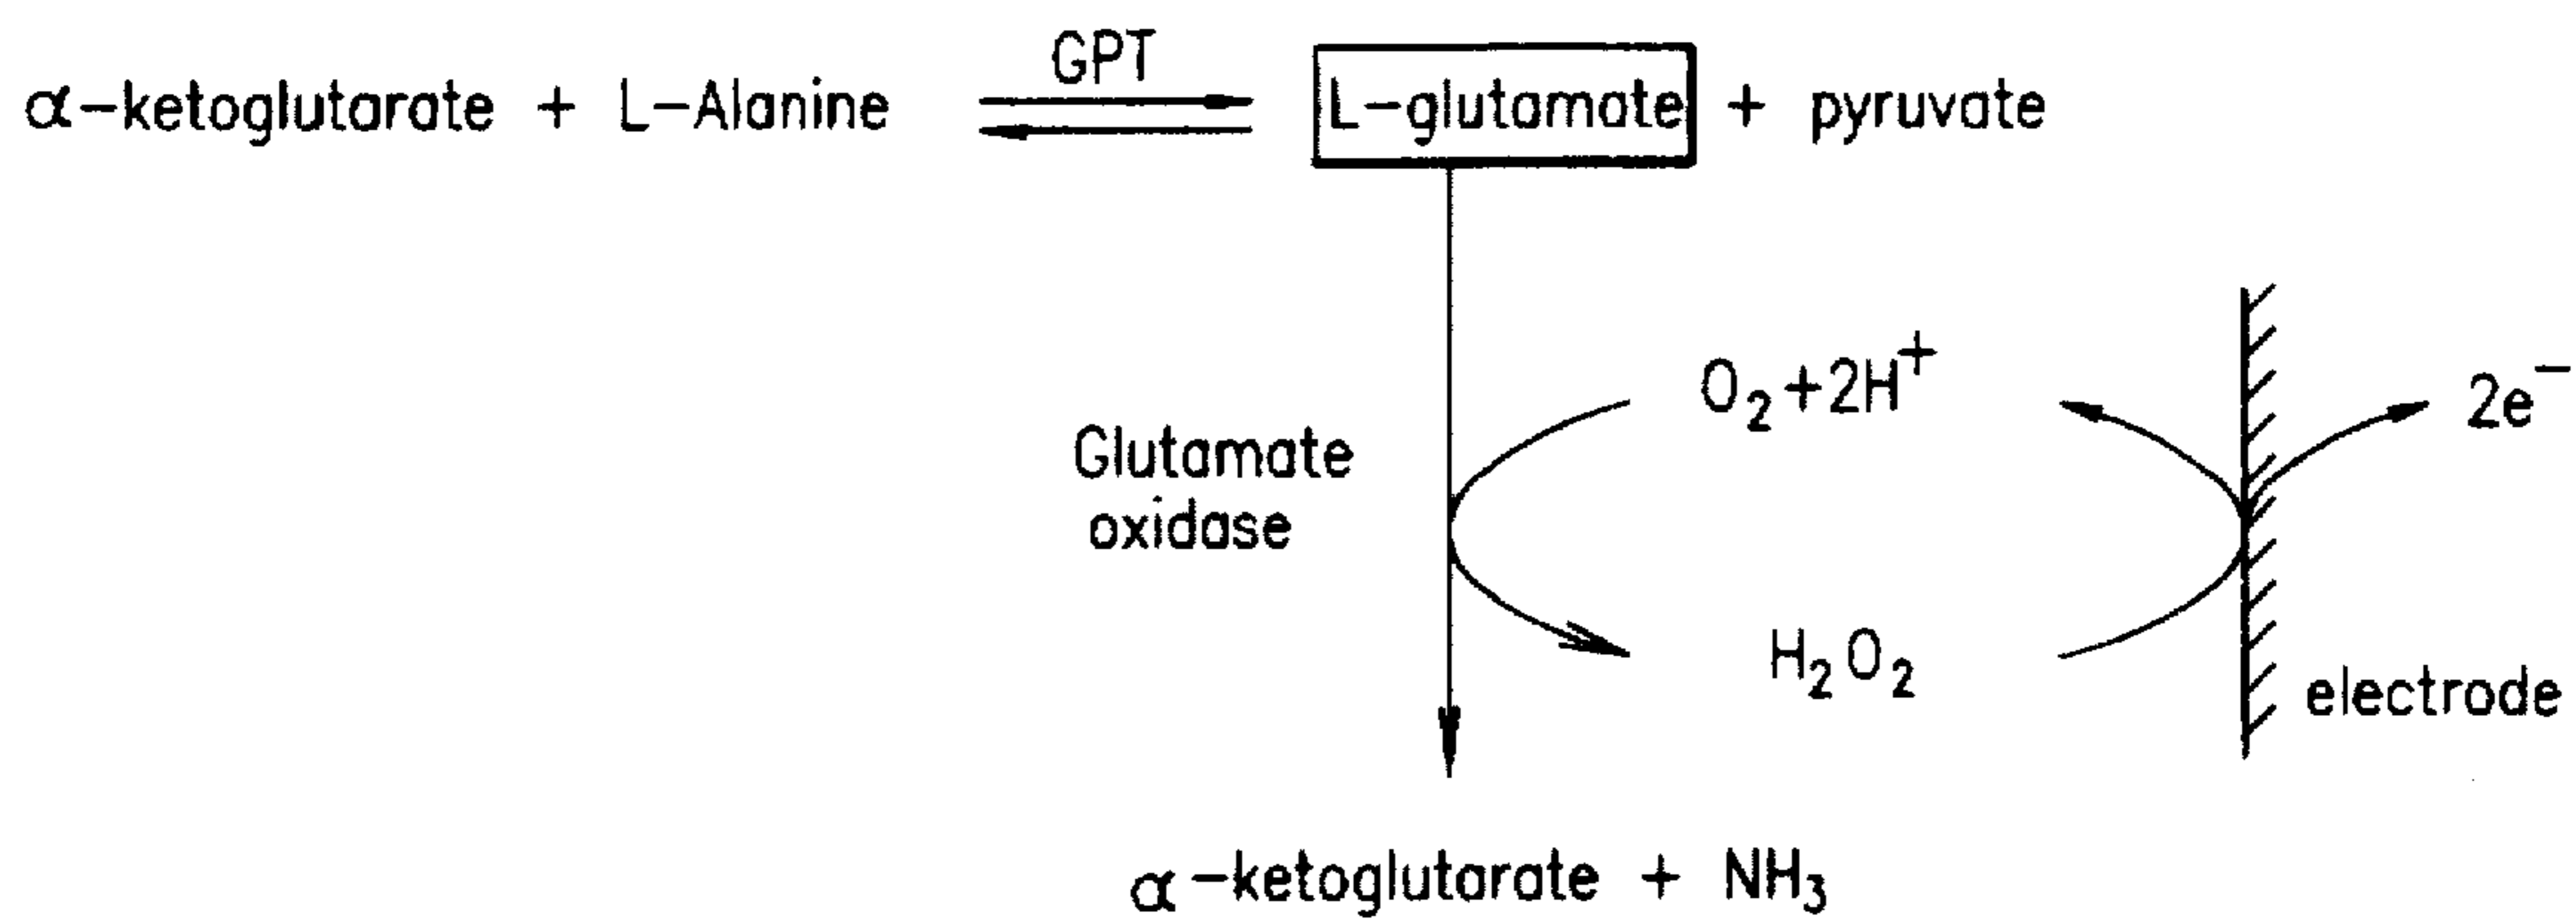 GPT
α-ketoglutarate + L-Alanine L-glutamate + pyruvate
O₂+2H⁺
2e⁻
Glutamate
oxidase
H₂O₂
electrode
α-ketoglutarate + NH₃